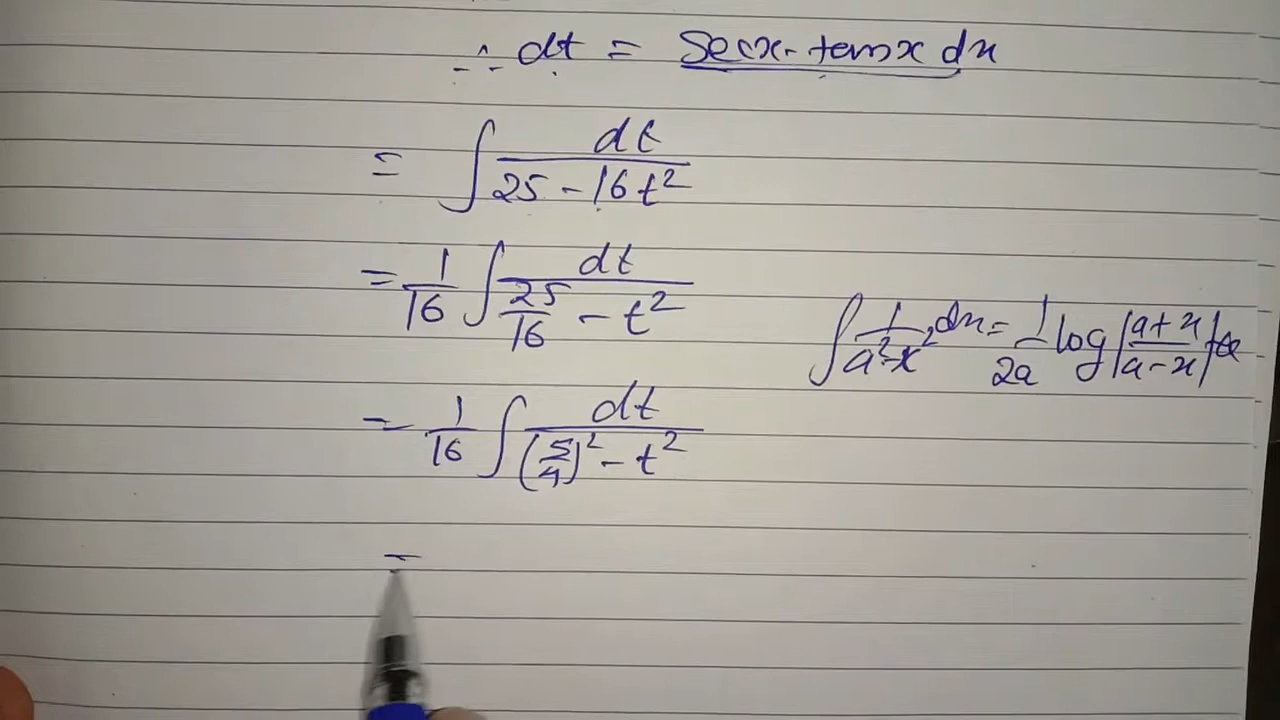 ∴ dt = secx. tanx dx
= ∫ dt / 25 - 16t²
= 1/16 ∫ dt / 25/16 - t²
∫ 1/a²-x² dx = 1/2a log |a+x / a-x| + c
= 1/16 ∫ dt / (5/4)² - t²
=